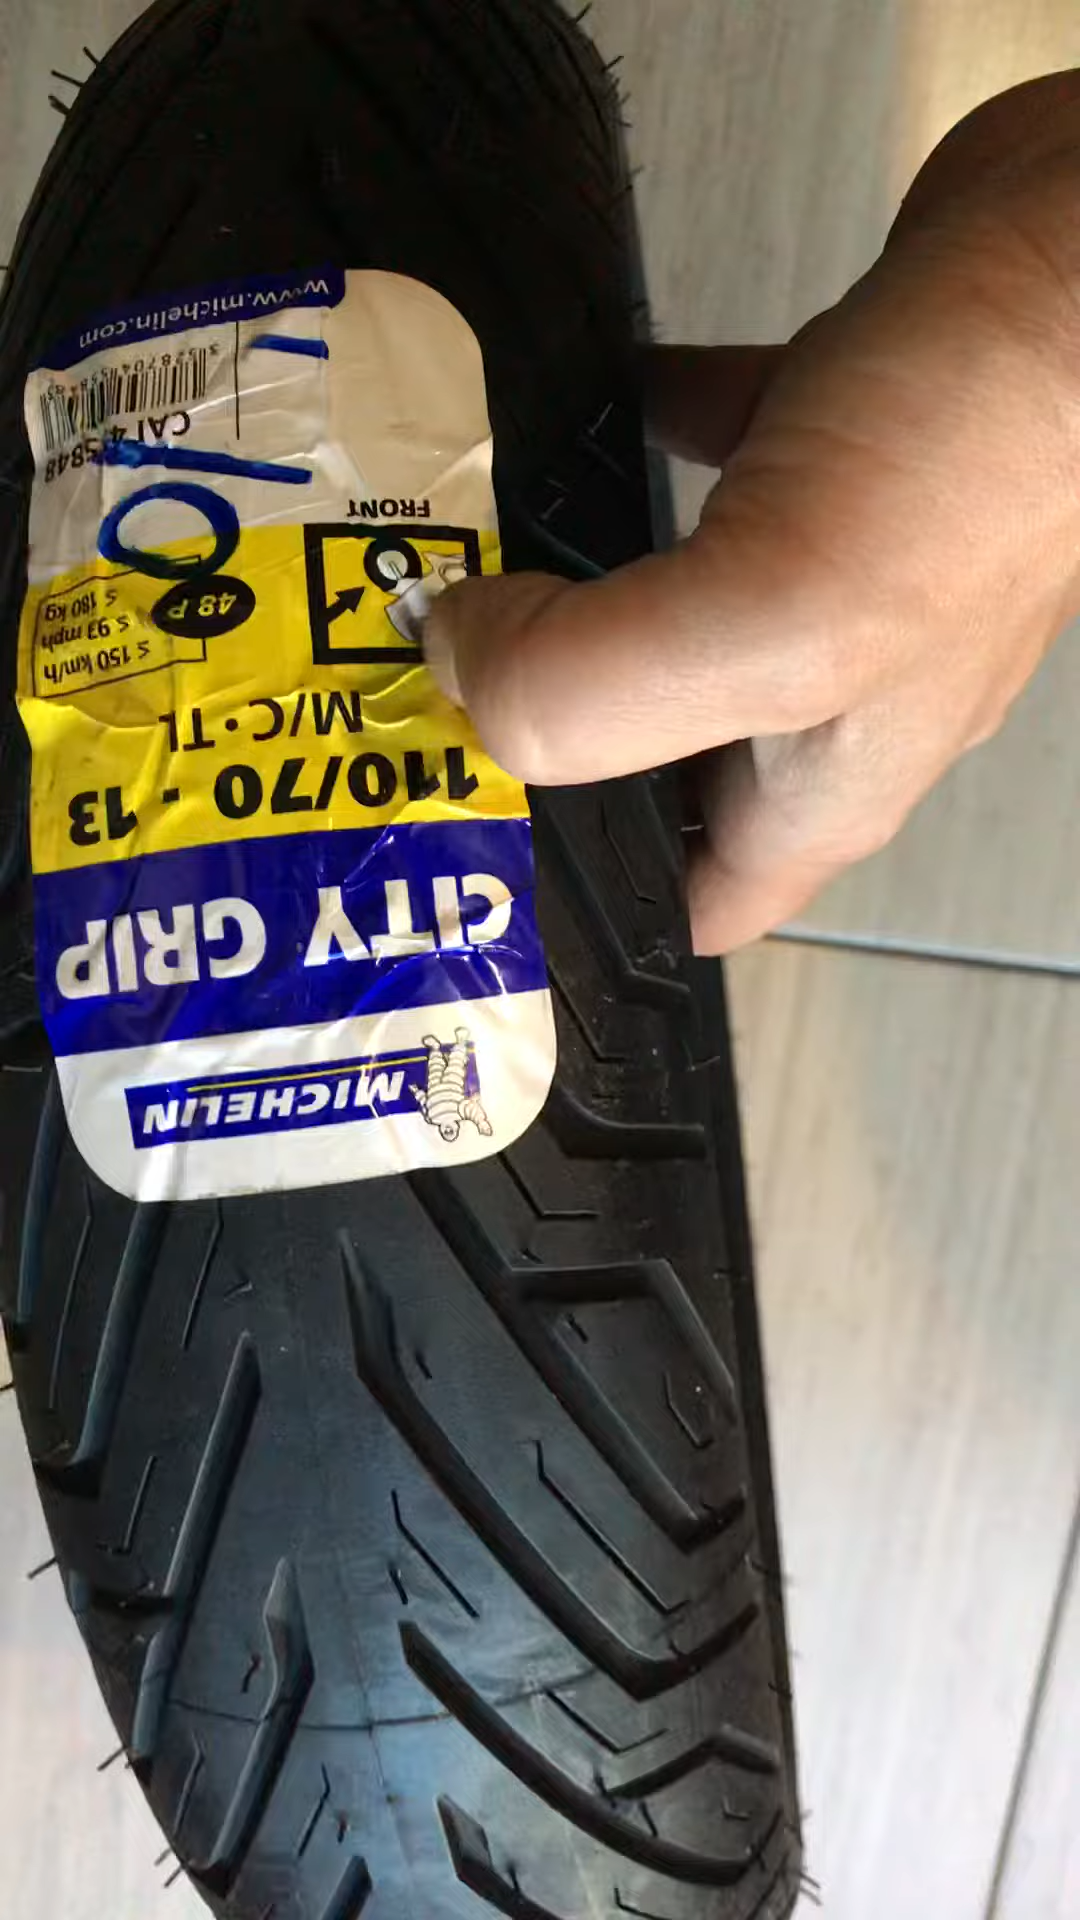 MICHELIN
CITY GRIP
110/70 - 13
M/C•TL
≤ 150 km/h
≤ 93 mph
≤ 180 kg
48 P
FRONT
CAI
www.michelin.com